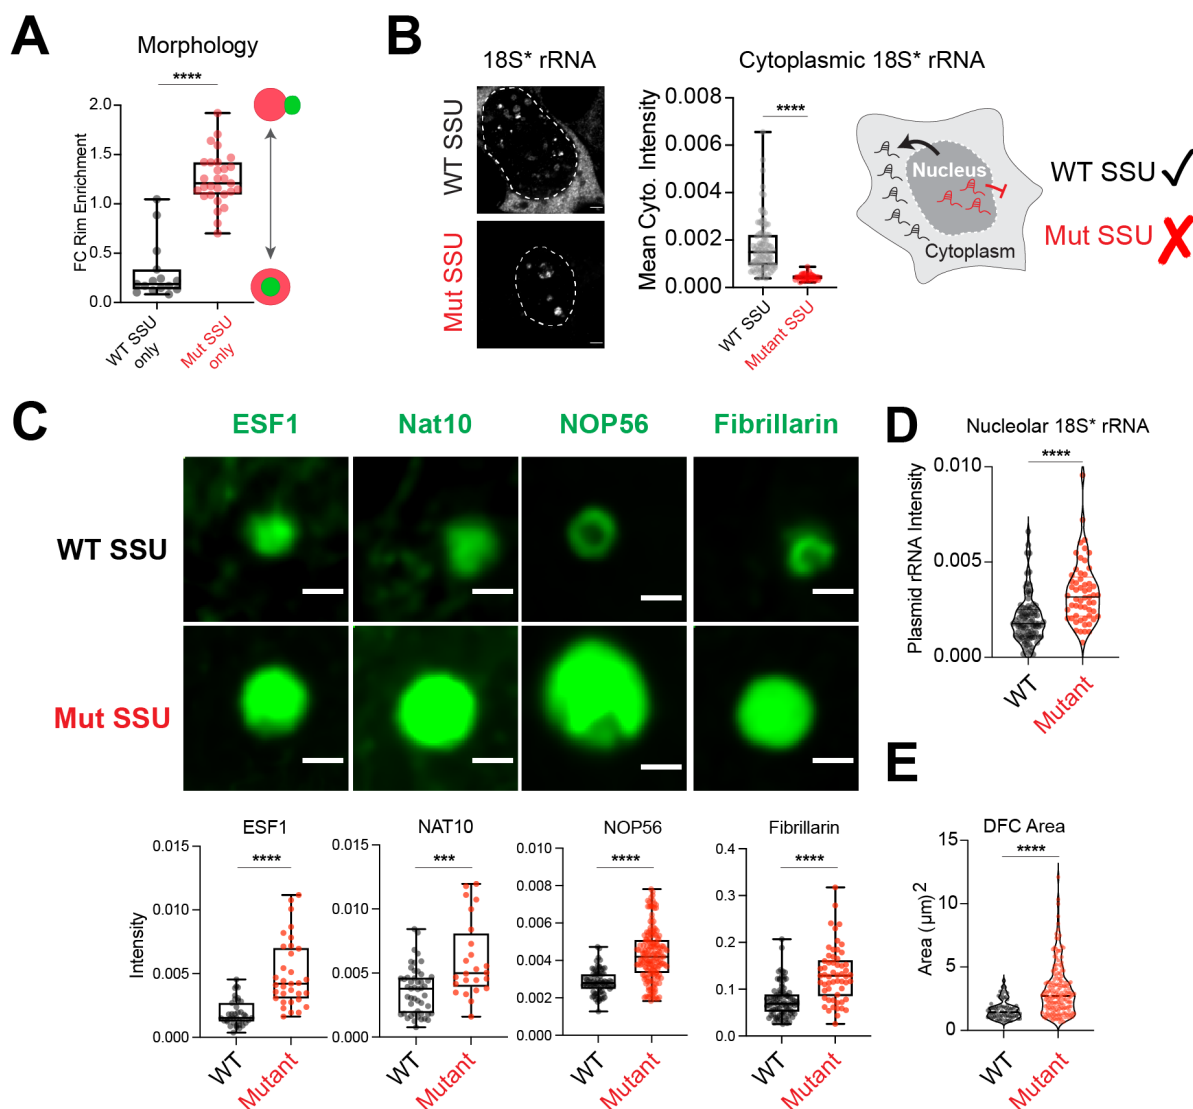 A
Morphology
****
FC Rim Enrichment
2.0
1.5
1.0
0.5
0.0
WT SSU
only
Mut SSU
only
B
18S* rRNA
WT SSU
Mut SSU
Cytoplasmic 18S* rRNA
****
Mean Cyto. Intensity
0.008
0.006
0.004
0.002
0.000
WT SSU
Mutant SSU
Nucleus
Cytoplasm
WT SSU ✓
Mut SSU ✗
C
ESF1
Nat10
NOP56
Fibrillarin
WT SSU
Mut SSU
ESF1
****
Intensity
0.015
0.010
0.005
0.000
WT
Mutant
NAT10
***
0.015
0.010
0.005
0.000
WT
Mutant
NOP56
****
0.010
0.008
0.006
0.004
0.002
0.000
WT
Mutant
Fibrillarin
****
0.4
0.3
0.2
0.1
0.0
WT
Mutant
D
Nucleolar 18S* rRNA
****
Plasmid rRNA Intensity
0.010
0.005
0.000
WT
Mutant
E
DFC Area
****
Area (µm)2
15
10
5
0
WT
Mutant